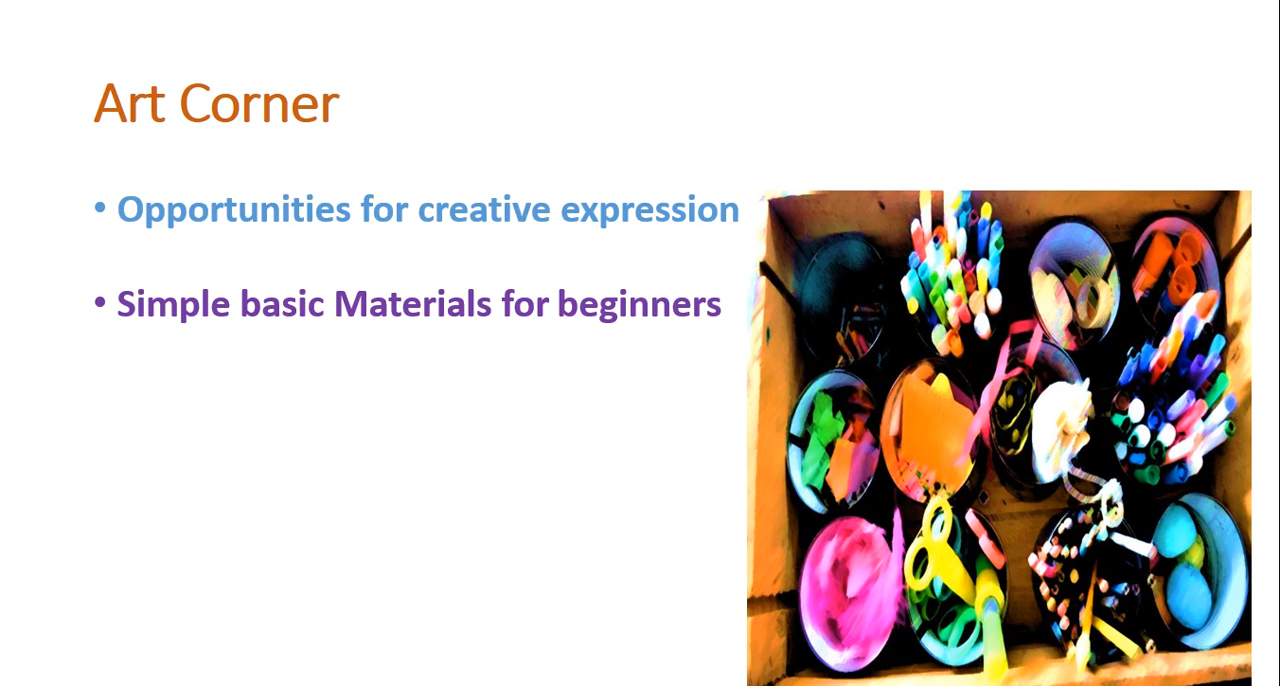 Art Corner
• Opportunities for creative expression
• Simple basic Materials for beginners